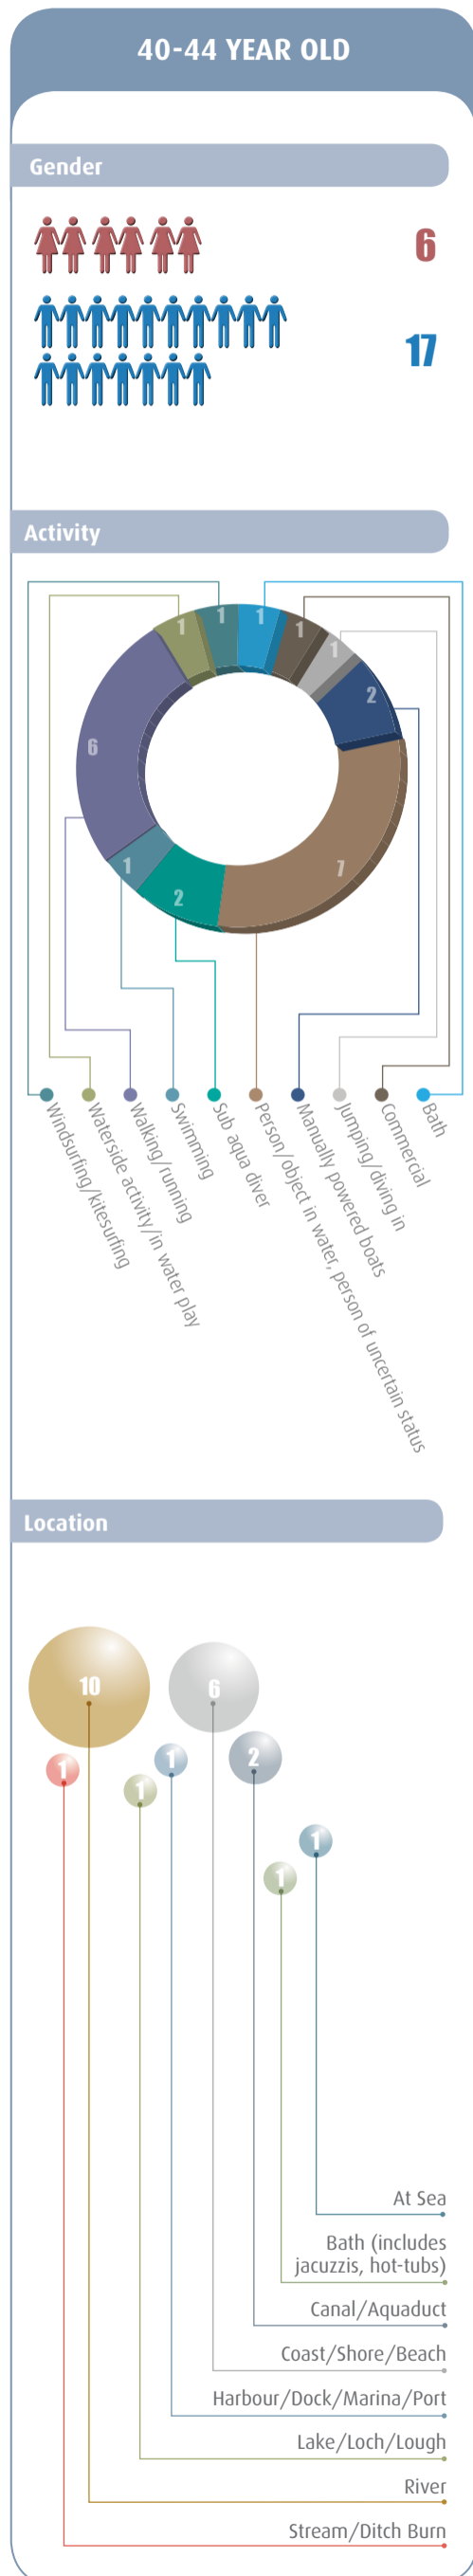 40-44 YEAR OLD
Gender
6
17
Activity
1
1
1
1
1
2
6
7
1
2
Windsurfing/kitesurfing
Waterside activity/in water play
Walking/running
Swimming
Sub aqua diver
Person/object in water, person of uncertain status
Manually powered boats
Jumping/diving in
Commercial
Bath
Location
10
6
1
1
2
1
1
1
At Sea
Bath (includes
jacuzzis, hot-tubs)
Canal/Aquaduct
Coast/Shore/Beach
Harbour/Dock/Marina/Port
Lake/Loch/Lough
River
Stream/Ditch Burn